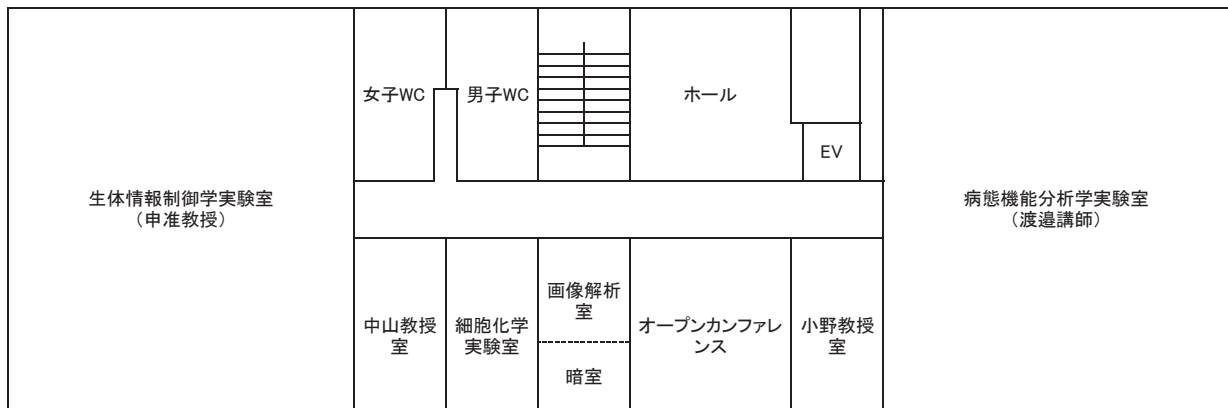 女子WC
男子WC
ホール
EV
生体情報制御学実験室
（申准教授）
病態機能分析学実験室
（渡邉講師）
中山教授
室
細胞化学
実験室
画像解析
室
暗室
オープンカンファレ
ンス
小野教授
室